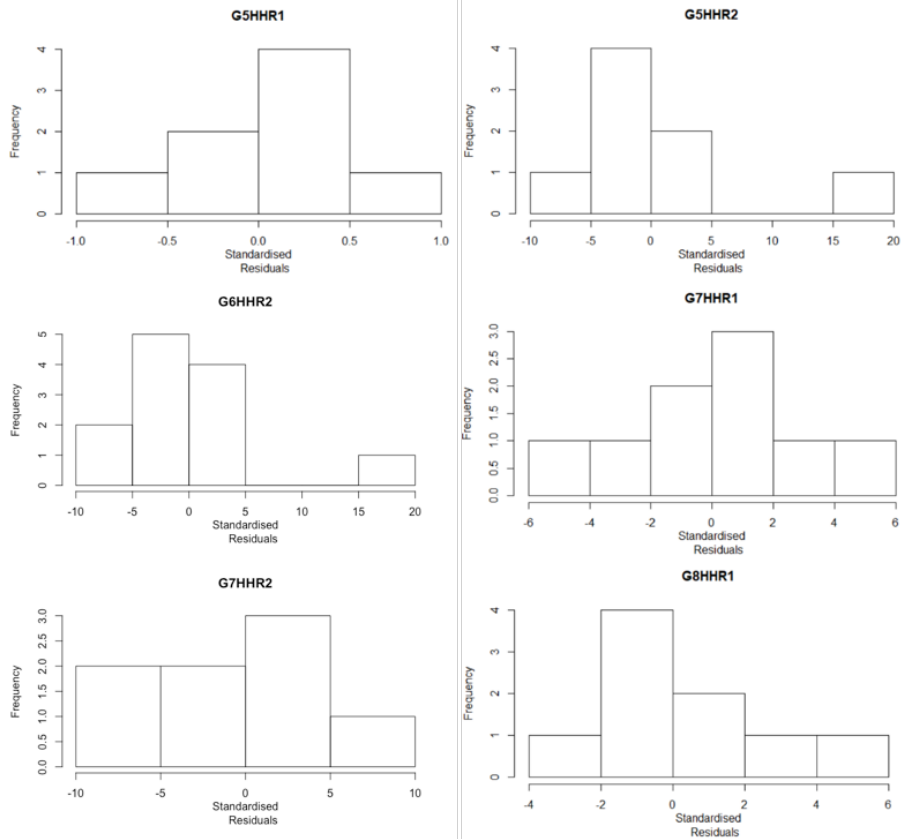 G5HHR1
Frequency
0 1 2 3 4
-1.0 -0.5 0.0 0.5 1.0
Standardised
Residuals
G5HHR2
Frequency
0 1 2 3 4
-10 -5 0 5 10 15 20
Standardised
Residuals
G6HHR2
Frequency
0 1 2 3 4 5
-10 -5 0 5 10 15 20
Standardised
Residuals
G7HHR1
Frequency
0.0 0.5 1.0 1.5 2.0 2.5 3.0
-6 -4 -2 0 2 4 6
Standardised
Residuals
G7HHR2
Frequency
0.0 0.5 1.0 1.5 2.0 2.5 3.0
-10 -5 0 5 10
Standardised
Residuals
G8HHR1
Frequency
0 1 2 3 4
-4 -2 0 2 4 6
Standardised
Residuals